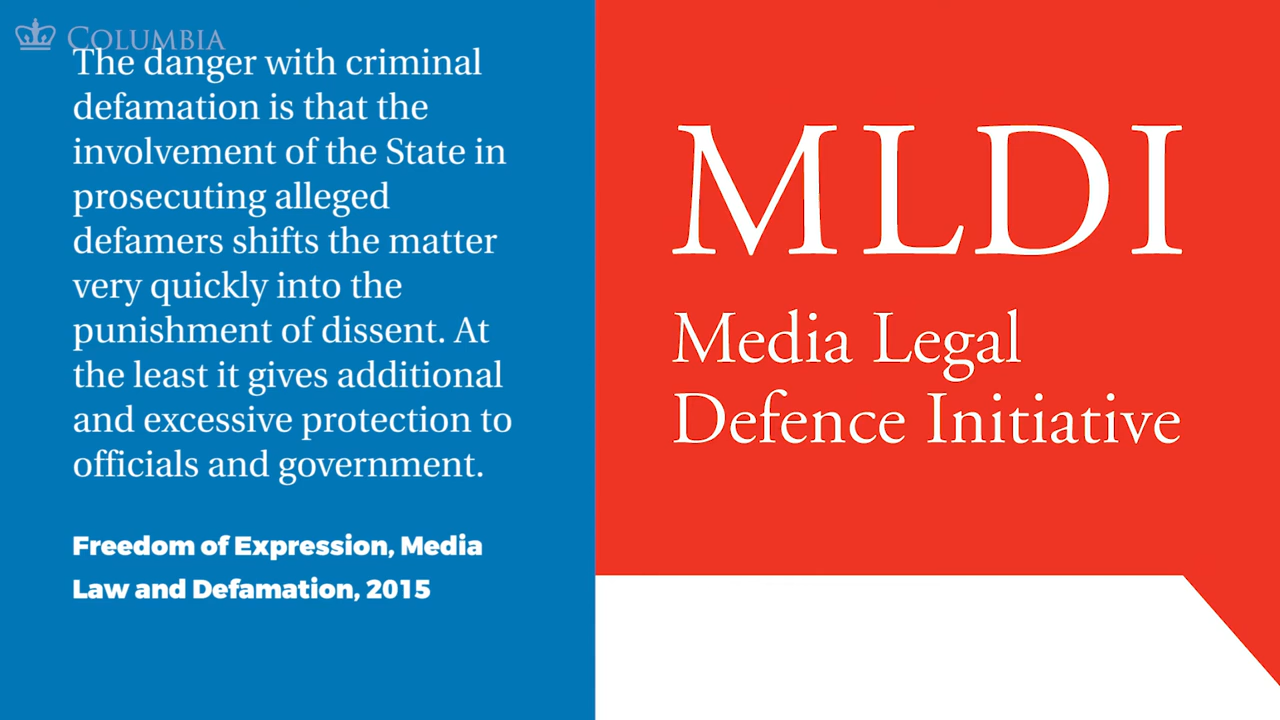 COLUMBIA
The danger with criminal
defamation is that the
involvement of the State in
prosecuting alleged
defamers shifts the matter
very quickly into the
punishment of dissent. At
the least it gives additional
and excessive protection to
officials and government.
Freedom of Expression, Media
Law and Defamation, 2015
MLDI
Media Legal
Defence Initiative